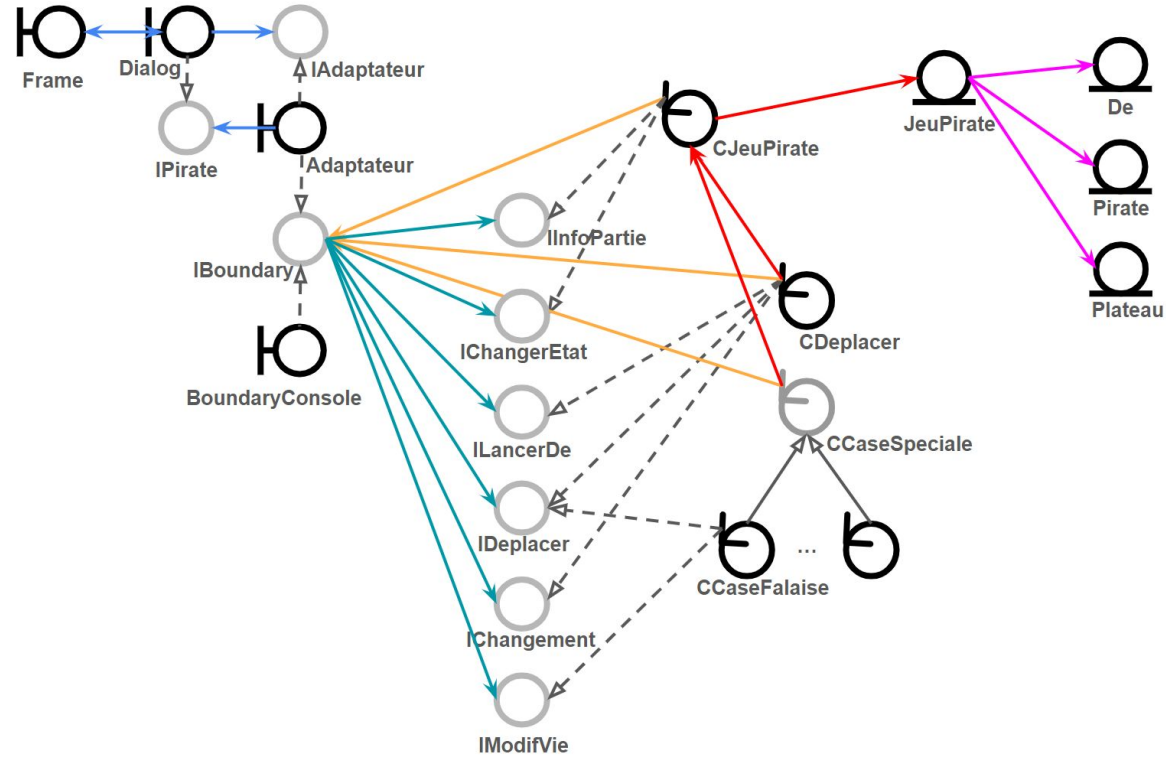 Frame
Dialog
IAdaptateur
IPirate
Adaptateur
CJeuPirate
JeuPirate
De
Pirate
Plateau
IBoundary
IInfoPartie
IChangerEtat
CDeplacer
BoundaryConsole
ILancerDe
CCaseSpeciale
IDeplacer
...
CCaseFalaise
IChangement
IModifVie